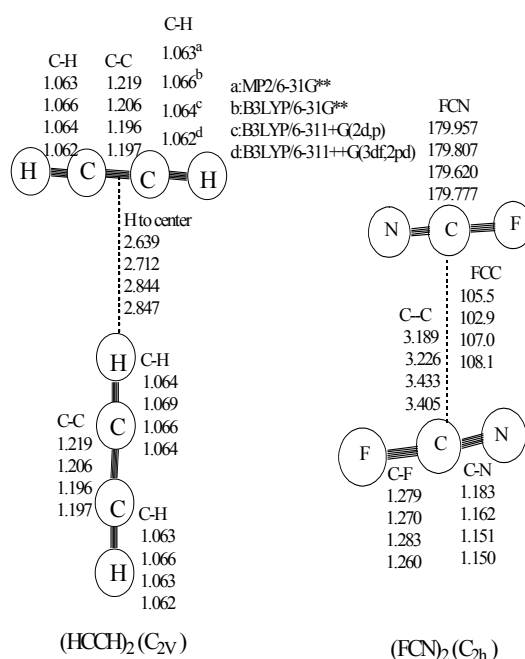 C-H
1.063ᵃ
1.066ᵇ
1.064ᶜ
1.062ᵈ
C-H
1.063
1.066
1.064
1.062
C-C
1.219
1.206
1.196
1.197
a:MP2/6-31G**
b:B3LYP/6-31G**
c:B3LYP/6-311+G(2d,p)
d:B3LYP/6-311++G(3df,2pd)
H C C H
H to center
2.639
2.712
2.844
2.847
H
C-H
1.064
1.069
1.066
1.064
C
C-C
1.219
1.206
1.196
1.197
C
C-H
1.063
1.066
1.063
1.062
H
(HCCH)₂ (C₂V)
FCN
179.957
179.807
179.620
179.777
N C F
FCC
105.5
102.9
107.0
108.1
C--C
3.189
3.226
3.433
3.405
F C N
C-F
1.279
1.270
1.283
1.260
C-N
1.183
1.162
1.151
1.150
(FCN)₂ (C₂h)